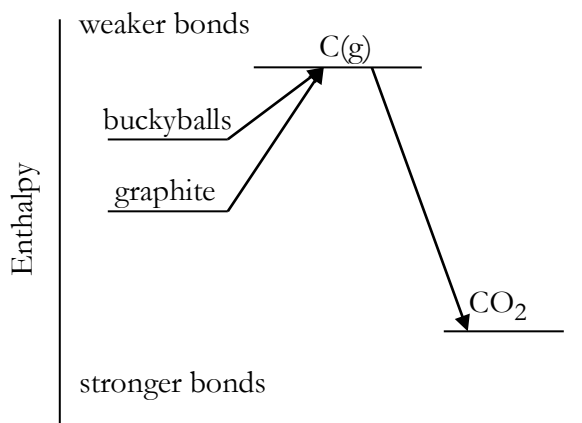 weaker bonds
C(g)
buckyballs
graphite
Enthalpy
CO₂
stronger bonds